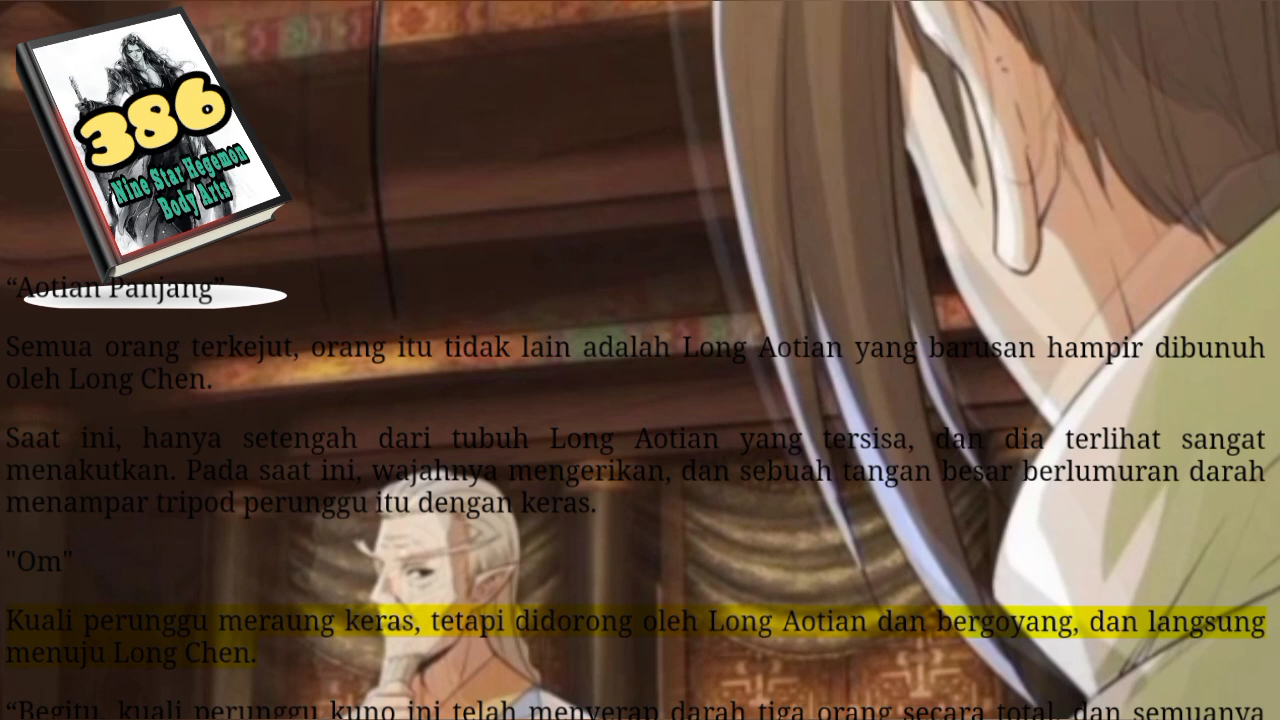 386
Nine Star Hegemon
Body Arts
“Aotian Panjang”
Semua orang terkejut, orang itu tidak lain adalah Long Aotian yang barusan hampir dibunuh
oleh Long Chen.
Saat ini, hanya setengah dari tubuh Long Aotian yang tersisa, dan dia terlihat sangat
menakutkan. Pada saat ini, wajahnya mengerikan, dan sebuah tangan besar berlumuran darah
menampar tripod perunggu itu dengan keras.
"Om"
Kuali perunggu meraung keras, tetapi didorong oleh Long Aotian dan bergoyang, dan langsung
menuju Long Chen.
“Begitu, kuali perunggu kuno ini telah menyerap darah tiga orang secara total, dan semuanya